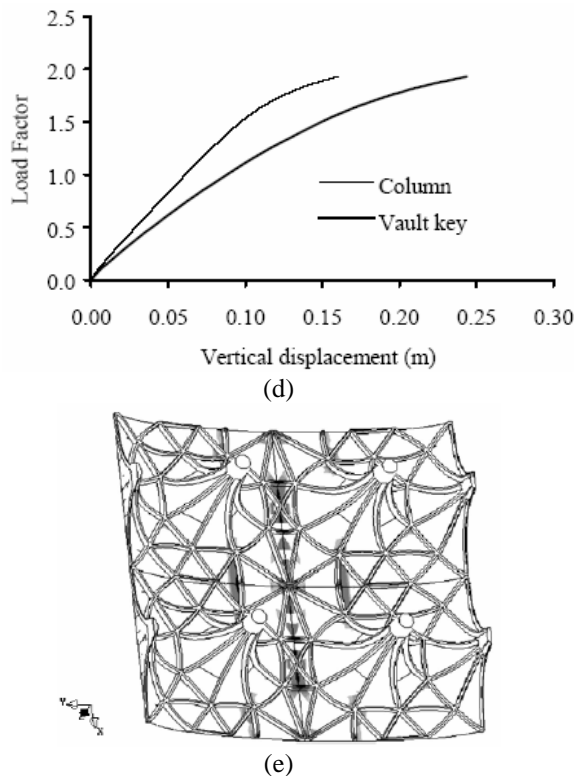 2.5
2.0
1.5
1.0
0.5
0.0
Load Factor
Column
Vault key
0.00 0.05 0.10 0.15 0.20 0.25 0.30
Vertical displacement (m)
(d)
Y
X
(e)